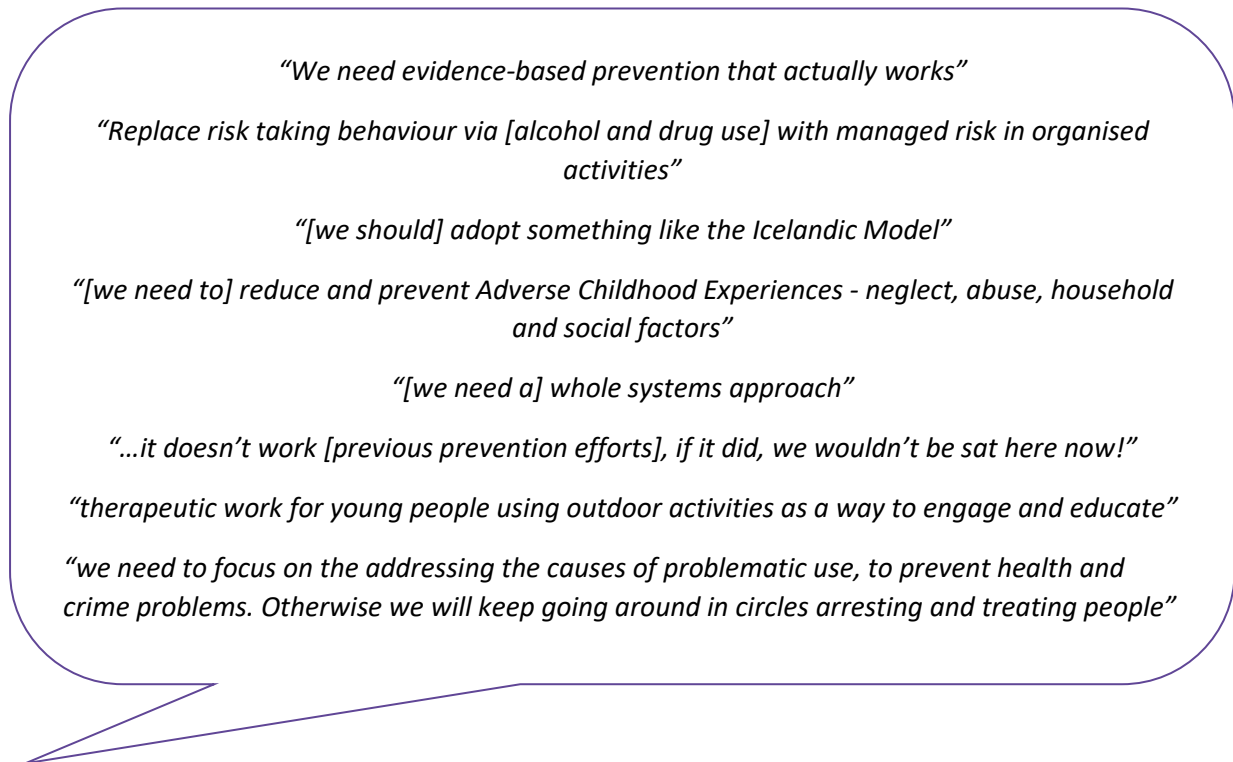 “We need evidence-based prevention that actually works”
“Replace risk taking behaviour via [alcohol and drug use] with managed risk in organised
activities”
“[we should] adopt something like the Icelandic Model”
“[we need to] reduce and prevent Adverse Childhood Experiences - neglect, abuse, household
and social factors”
“[we need a] whole systems approach”
“…it doesn’t work [previous prevention efforts], if it did, we wouldn’t be sat here now!”
“therapeutic work for young people using outdoor activities as a way to engage and educate”
“we need to focus on the addressing the causes of problematic use, to prevent health and
crime problems. Otherwise we will keep going around in circles arresting and treating people”